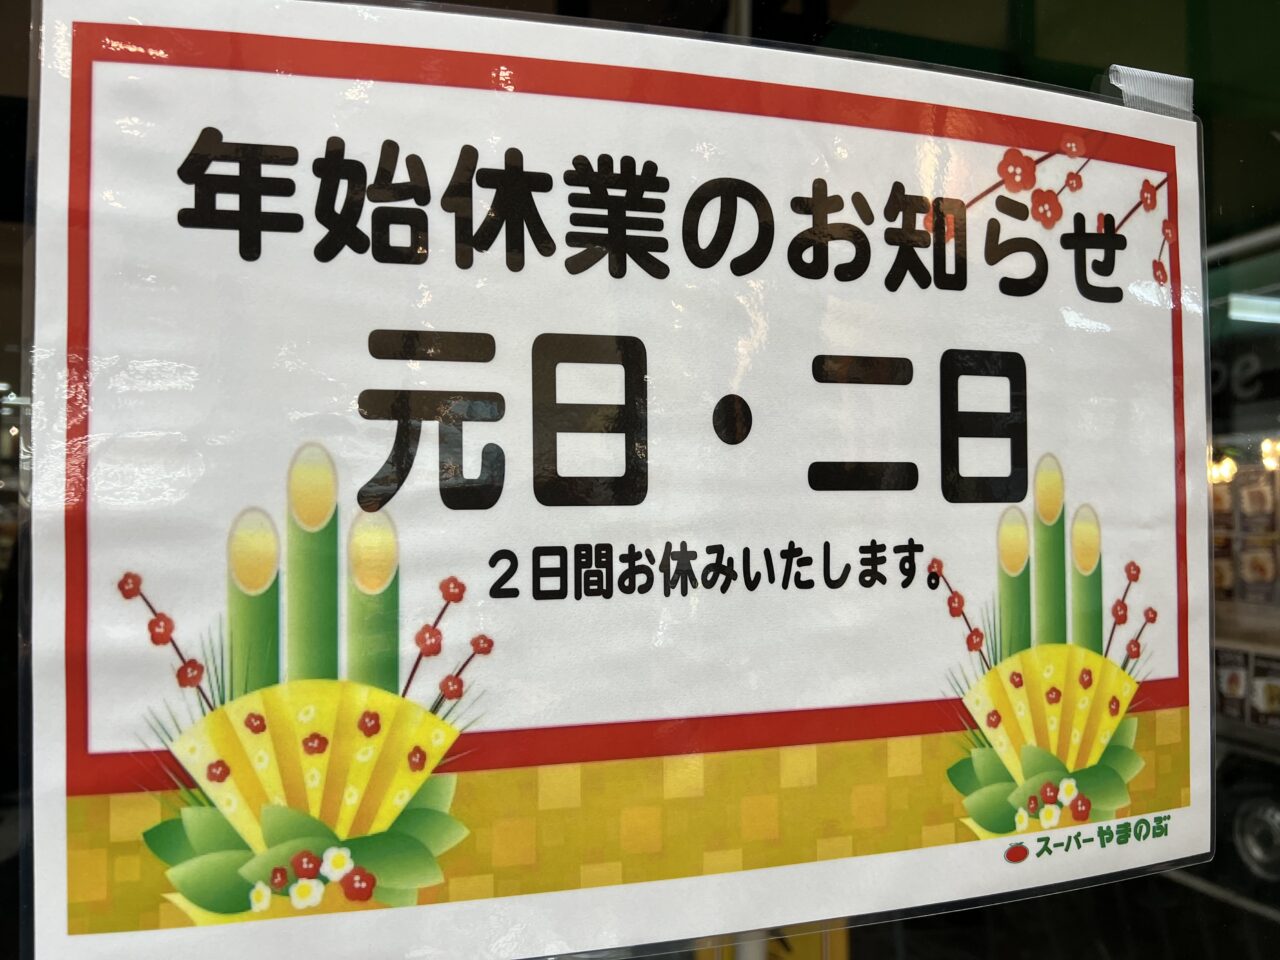 年始休業のお知らせ
元日・二日
２日間お休みいたします。
スーパーやまのぶ